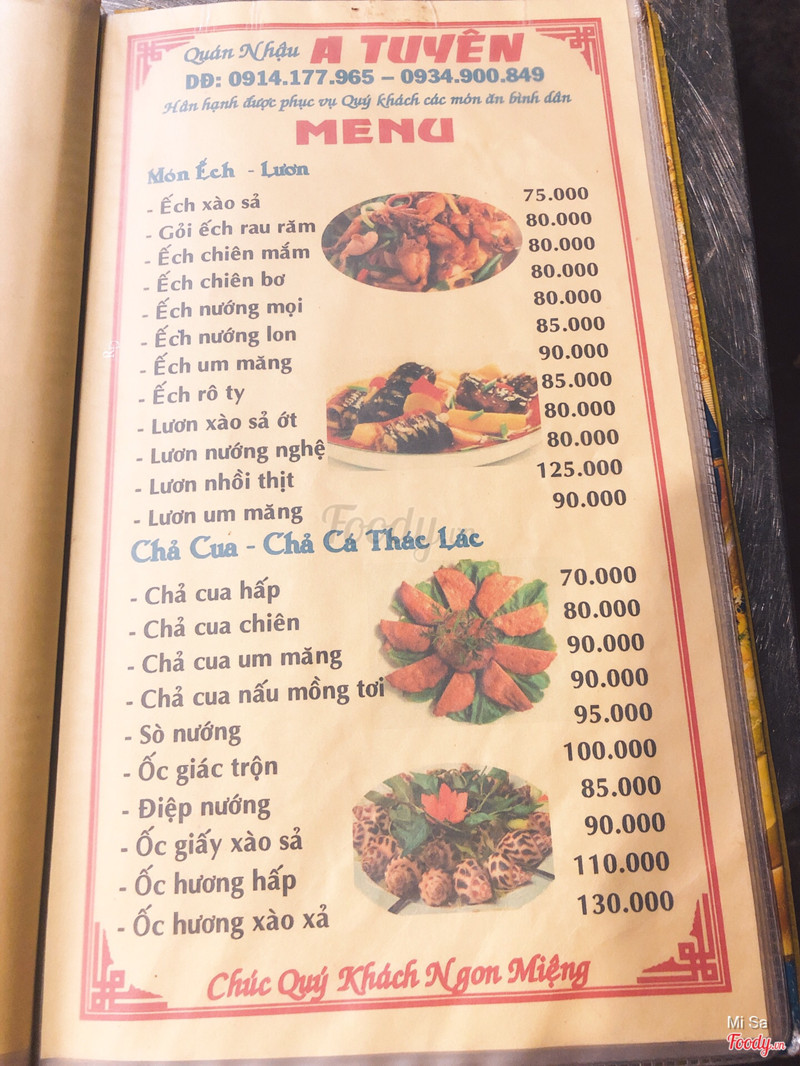 Quán Nhậu A TUYÊN
DĐ: 0914.177.965 – 0934.900.849
Hân hạnh được phục vụ Quý khách các món ăn bình dân
MENU
Món Ếch - Lươn
- Ếch xào sả 75.000
- Gỏi ếch rau răm 80.000
- Ếch chiên mắm 80.000
- Ếch chiên bơ 80.000
- Ếch nướng mọi 80.000
- Ếch nướng lon 85.000
- Ếch um măng 90.000
- Ếch rô ty 85.000
- Lươn xào sả ớt 80.000
- Lươn nướng nghệ 80.000
- Lươn nhồi thịt 125.000
- Lươn um măng 90.000
Foody.vn
Chả Cua - Chả Cá Thác Lác
- Chả cua hấp 70.000
- Chả cua chiên 80.000
- Chả cua um măng 90.000
- Chả cua nấu mồng tơi 90.000
- Sò nướng 95.000
- Ốc giác trộn 100.000
- Điệp nướng 85.000
- Ốc giấy xào sả 90.000
- Ốc hương hấp 110.000
- Ốc hương xào xả 130.000
Chúc Quý Khách Ngon Miệng
Mi Sa
Foody.vn